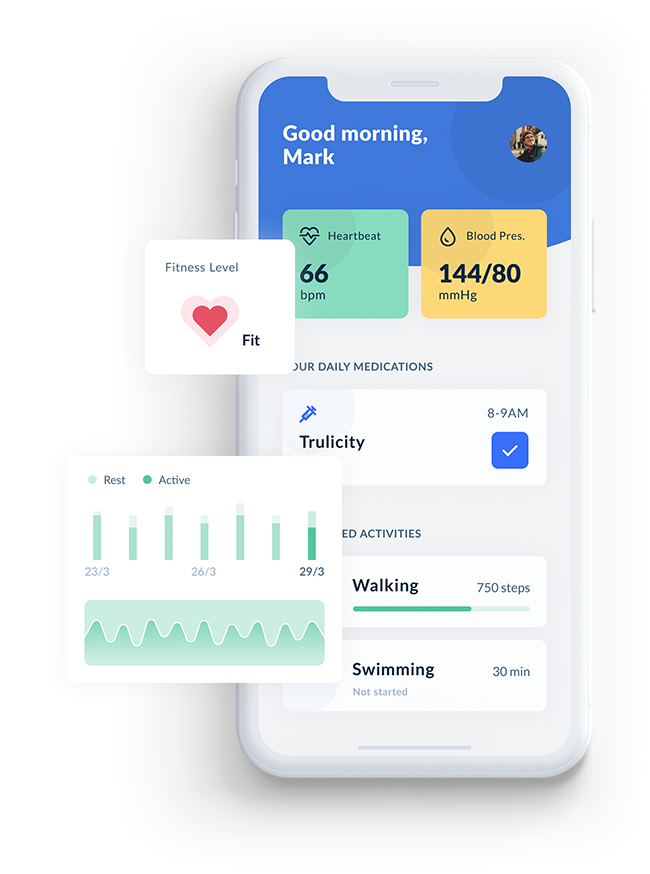 Good morning,
Mark
Heartbeat
66
bpm
Blood Pres.
144/80
mmHg
Fitness Level
Fit
OUR DAILY MEDICATIONS
8-9AM
Trulicity
Rest
Active
23/3
26/3
29/3
ED ACTIVITIES
Walking
750 steps
Swimming
30 min
Not started